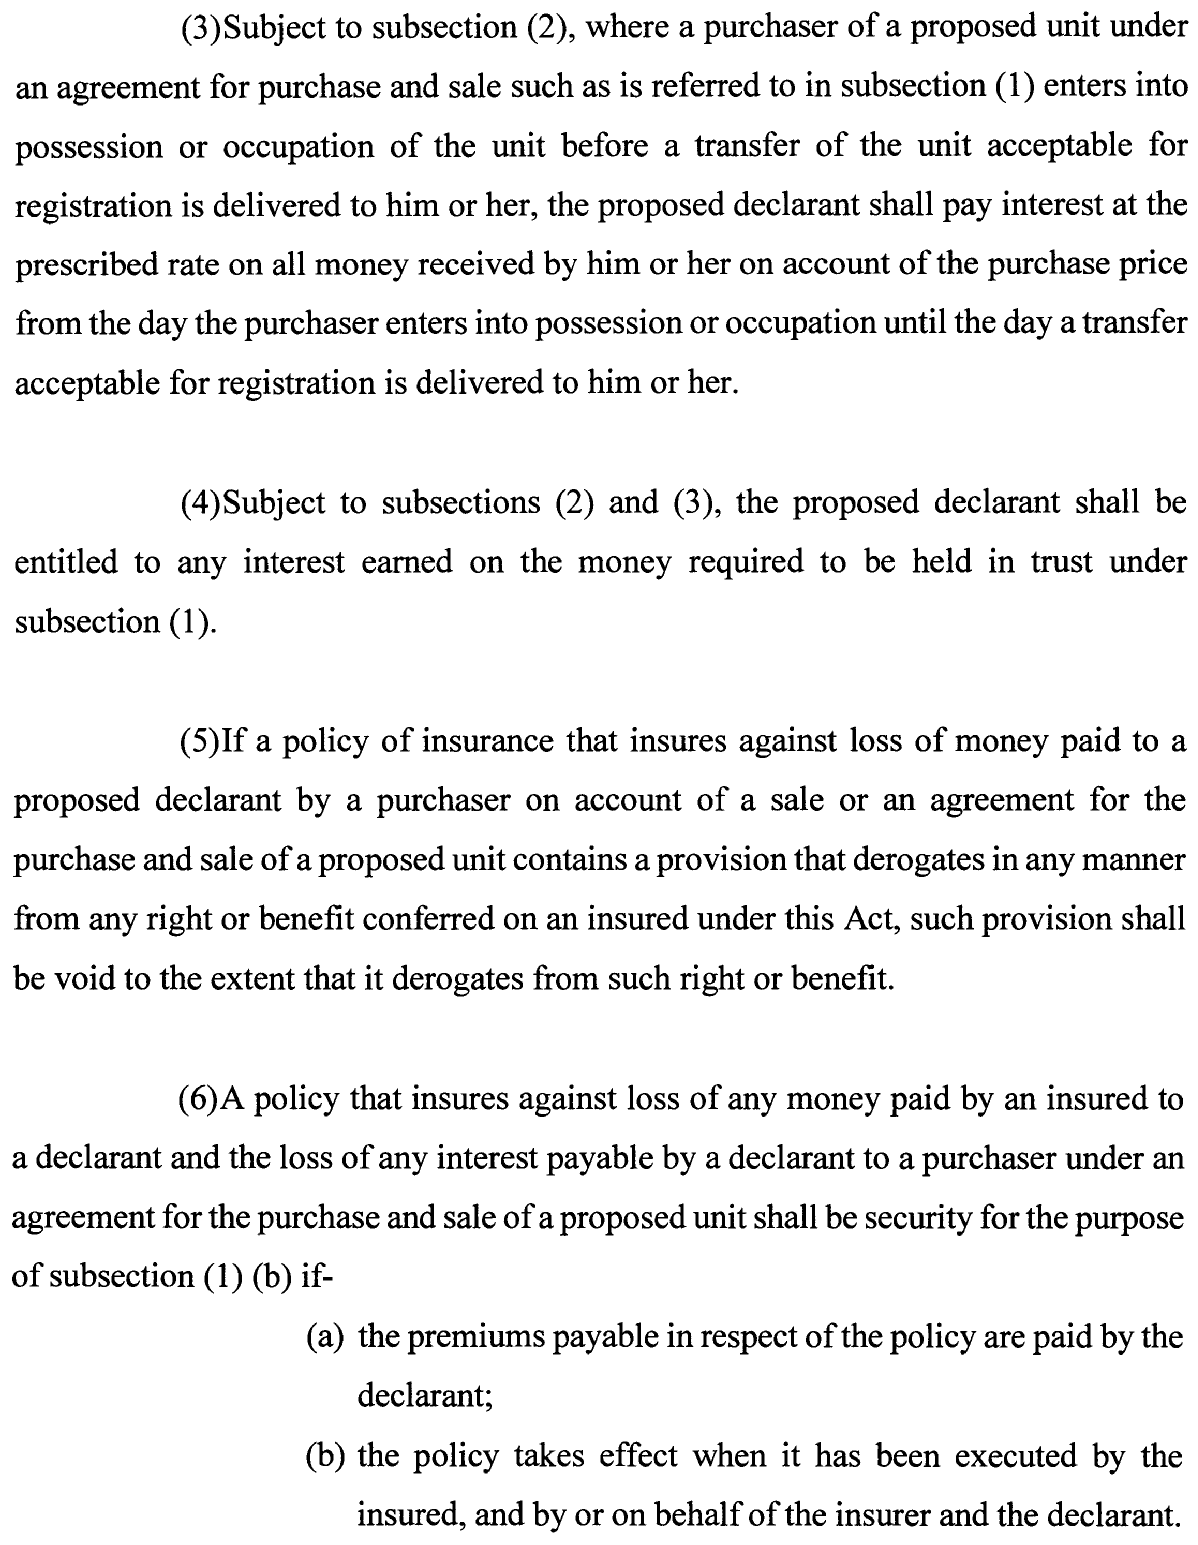 (3)Subject to subsection (2), where a purchaser of a proposed unit under
an agreement for purchase and sale such as is referred to in subsection (1) enters into
possession or occupation of the unit before a transfer of the unit acceptable for
registration is delivered to him or her, the proposed declarant shall pay interest at the
prescribed rate on all money received by him or her on account of the purchase price
from the day the purchaser enters into possession or occupation until the day a transfer
acceptable for registration is delivered to him or her.
(4)Subject to subsections (2) and (3), the proposed declarant shall be
entitled to any interest earned on the money required to be held in trust under
subsection (1).
(5)If a policy of insurance that insures against loss of money paid to a
proposed declarant by a purchaser on account of a sale or an agreement for the
purchase and sale of a proposed unit contains a provision that derogates in any manner
from any right or benefit conferred on an insured under this Act, such provision shall
be void to the extent that it derogates from such right or benefit.
(6)A policy that insures against loss of any money paid by an insured to
a declarant and the loss of any interest payable by a declarant to a purchaser under an
agreement for the purchase and sale of a proposed unit shall be security for the purpose
of subsection (1) (b) if-
(a) the premiums payable in respect of the policy are paid by the
declarant;
(b) the policy takes effect when it has been executed by the
insured, and by or on behalf of the insurer and the declarant.